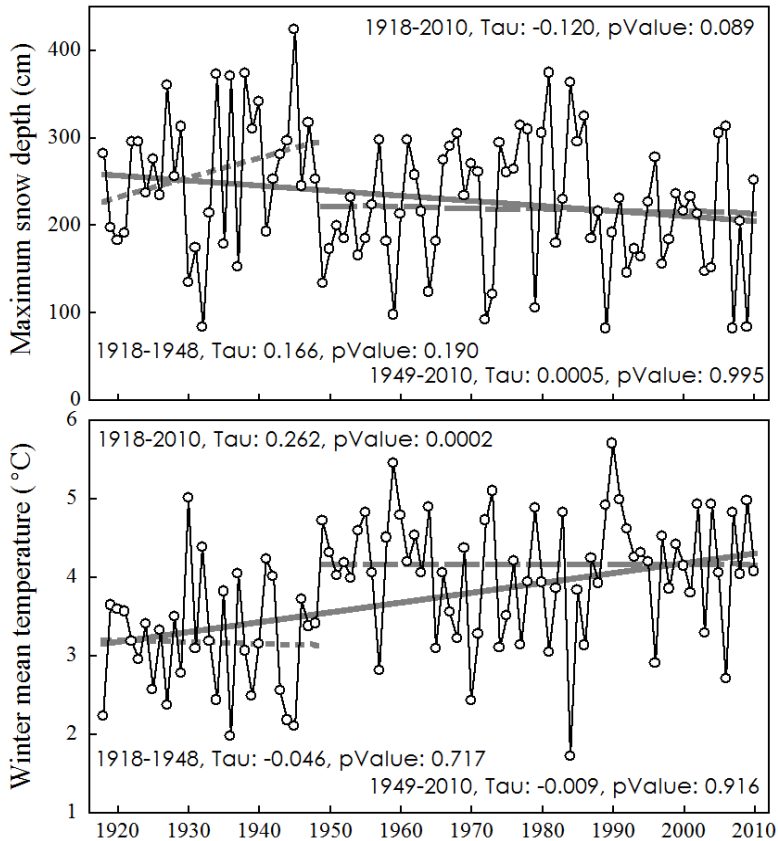 1918-2010, Tau: -0.120, pValue: 0.089
Maximum snow depth (cm)
400
300
200
100
0
1918-1948, Tau: 0.166, pValue: 0.190
1949-2010, Tau: 0.0005, pValue: 0.995
1918-2010, Tau: 0.262, pValue: 0.0002
Winter mean temperature (°C)
6
5
4
3
2
1
1918-1948, Tau: -0.046, pValue: 0.717
1949-2010, Tau: -0.009, pValue: 0.916
1920 1930 1940 1950 1960 1970 1980 1990 2000 2010